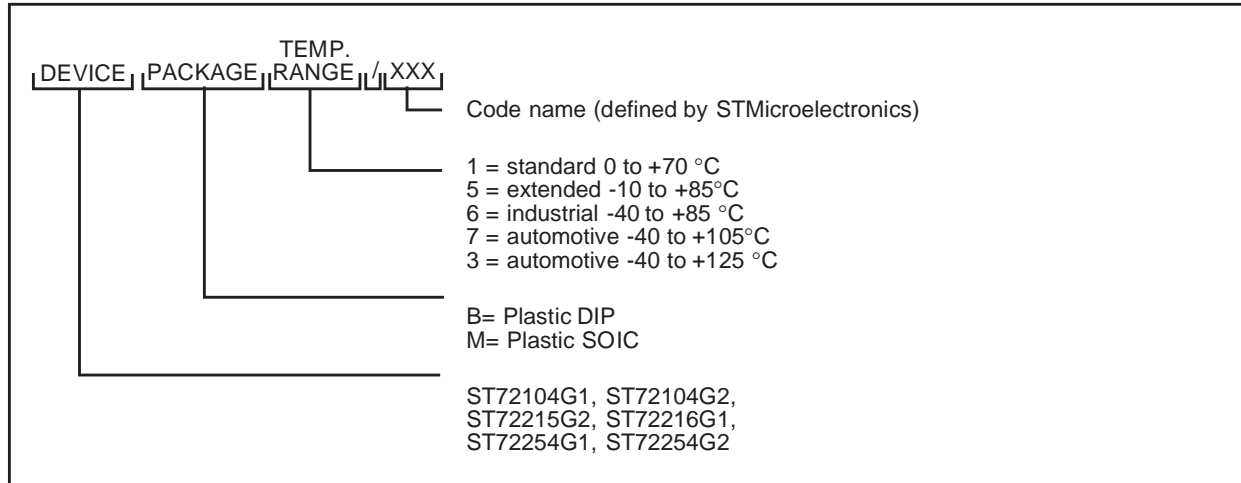 TEMP.
DEVICE PACKAGE RANGE / XXX
Code name (defined by STMicroelectronics)
1 = standard 0 to +70 °C
5 = extended -10 to +85°C
6 = industrial -40 to +85 °C
7 = automotive -40 to +105°C
3 = automotive -40 to +125 °C
B= Plastic DIP
M= Plastic SOIC
ST72104G1, ST72104G2,
ST72215G2, ST72216G1,
ST72254G1, ST72254G2